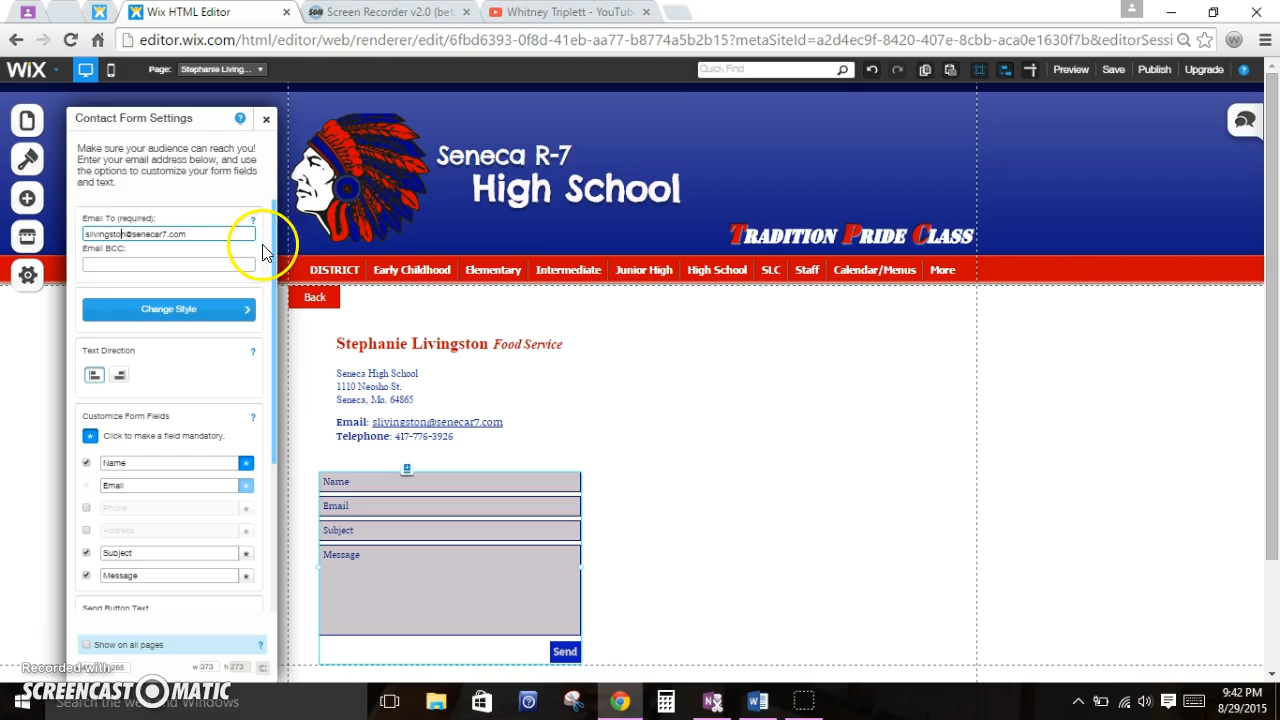 Wix HTML Editor
Screen Recorder v2.0 (bet
Whitney Triplett - YouTub
editor.wix.com/html/editor/web/renderer/edit/6fbd6393-0f8d-41eb-aa77-b8774a5b2b15?metaSiteId=a2d4ec9f-8420-407e-8cbb-aca0e1630f7b&editorSessi
WiX
Page: Stephanie Living...
Quick Find
Preview
Save
Publish
Upgrade
?
Contact Form Settings
?
Make sure your audience can reach you!
Enter your email address below, and use
the options to customize your form fields
and text.
Email To (required):
?
slivingston@senecar7.com
Email BCC:
Change Style
Text Direction
?
Customize Form Fields
?
Click to make a field mandatory.
Name
Email
Phone
Address
Subject
Message
Send Button Text
Show on all pages
?
265
w 373
h 273
Seneca R-7
High School
Tradition Pride Class
DISTRICT
Early Childhood
Elementary
Intermediate
Junior High
High School
SLC
Staff
Calendar/Menus
More
Back
Stephanie Livingston Food Service
Seneca High School
1110 Neosho St.
Seneca, Mo. 64865
Email: slivingston@senecar7.com
Telephone: 417-776-3926
Name
Email
Subject
Message
Send
Recorded with
SCREENCAST MATIC
Search the web and Windows
9:42 PM
8/29/2015